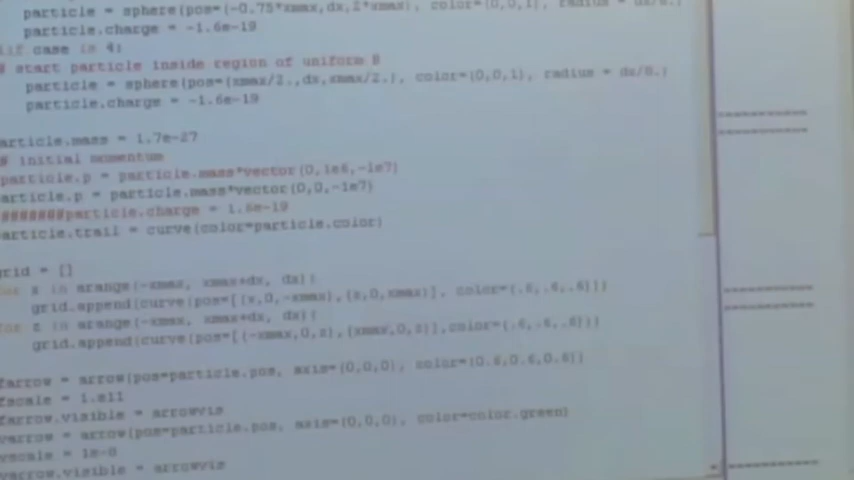 particle = sphere(pos=(-0.75*xmax,dx,2*xmax), color=(0,0,1), radius = dx/8.)
particle.charge = -1.6e-19
if case is 4:
# start particle inside region of uniform B
particle = sphere(pos=(xmax/2.,dx,xmax/2.), color=(0,0,1), radius = dx/8.)
particle.charge = -1.6e-19
article.mass = 1.7e-27
# initial momentum
particle.p = particle.mass*vector(0,1e6,-1e7)
article.p = particle.mass*vector(0,0,-1e7)
#######particle.charge = 1.6e-19
article.trail = curve(color=particle.color)
grid = []
for x in arange(-xmax, xmax+dx, dx):
grid.append(curve(pos=[(x,0,-xmax),(x,0,xmax)], color=(.6,.6,.6)))
for z in arange(-xmax, xmax+dx, dx):
grid.append(curve(pos=[(-xmax,0,z),(xmax,0,z)],color=(.6,.6,.6)))
farrow = arrow(pos=particle.pos, axis=(0,0,0), color=(0.6,0.6,0.6))
fscale = 1.e11
farrow.visible = arrowvis
varrow = arrow(pos=particle.pos, axis=(0,0,0), color=color.green)
vscale = 1e-8
varrow.visible = arrowvis